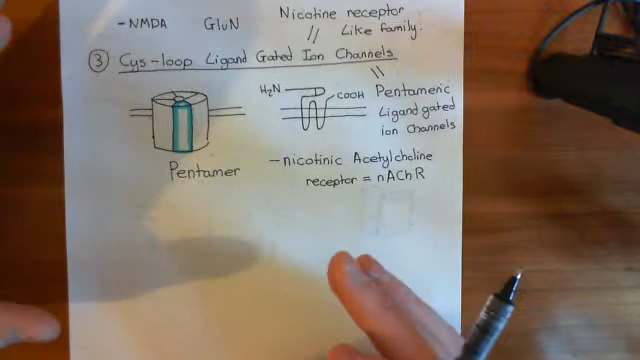 -NMDA GluN Nicotine receptor
// Like family.
③ Cys-loop Ligand Gated Ion Channels
//
H₂N COOH Pentameric
Ligand gated
ion Channels
Pentamer
- nicotinic Acetylcholine
receptor = nAChR